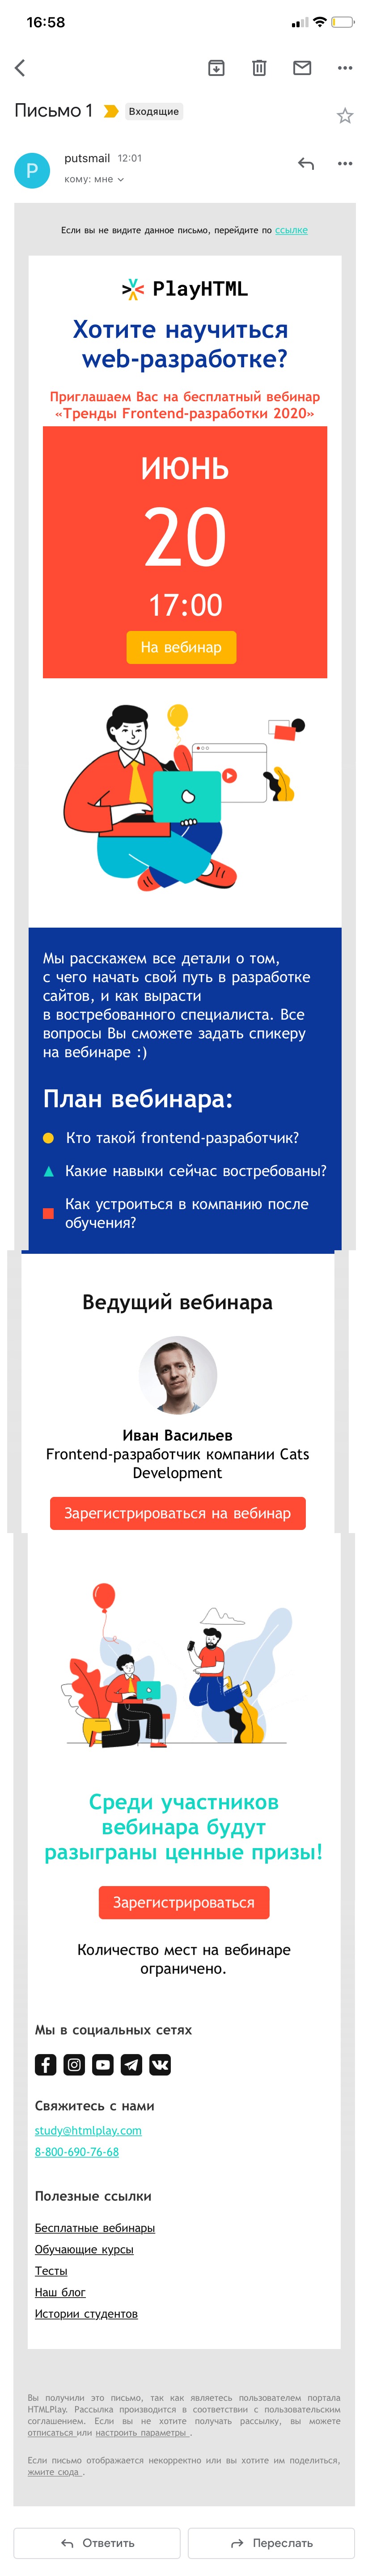 16:58
Письмо 1
Входящие
P
putsmail 12:01
кому: мне
Если вы не видите данное письмо, перейдите по ссылке
PlayHTML
Хотите научиться
web-разработке?
Приглашаем Вас на бесплатный вебинар
«Тренды Frontend-разработки 2020»
ИЮНЬ
20
17:00
На вебинар
Мы расскажем все детали о том,
с чего начать свой путь в разработке
сайтов, и как вырасти
в востребованного специалиста. Все
вопросы Вы сможете задать спикеру
на вебинаре :)
План вебинара:
Кто такой frontend-разработчик?
Какие навыки сейчас востребованы?
Как устроиться в компанию после
обучения?
Ведущий вебинара
Иван Васильев
Frontend-разработчик компании Cats
Development
Зарегистрироваться на вебинар
Среди участников
вебинара будут
разыграны ценные призы!
Зарегистрироваться
Количество мест на вебинаре
ограничено.
Мы в социальных сетях
Свяжитесь с нами
study@htmlplay.com
8-800-690-76-68
Полезные ссылки
Бесплатные вебинары
Обучающие курсы
Тесты
Наш блог
Истории студентов
Вы получили это письмо, так как являетесь пользователем портала
HTMLPlay. Рассылка производится в соответствии с пользовательским
соглашением. Если вы не хотите получать рассылку, вы можете
отписаться или настроить параметры .
Если письмо отображается некорректно или вы хотите им поделиться,
жмите сюда .
Ответить
Переслать